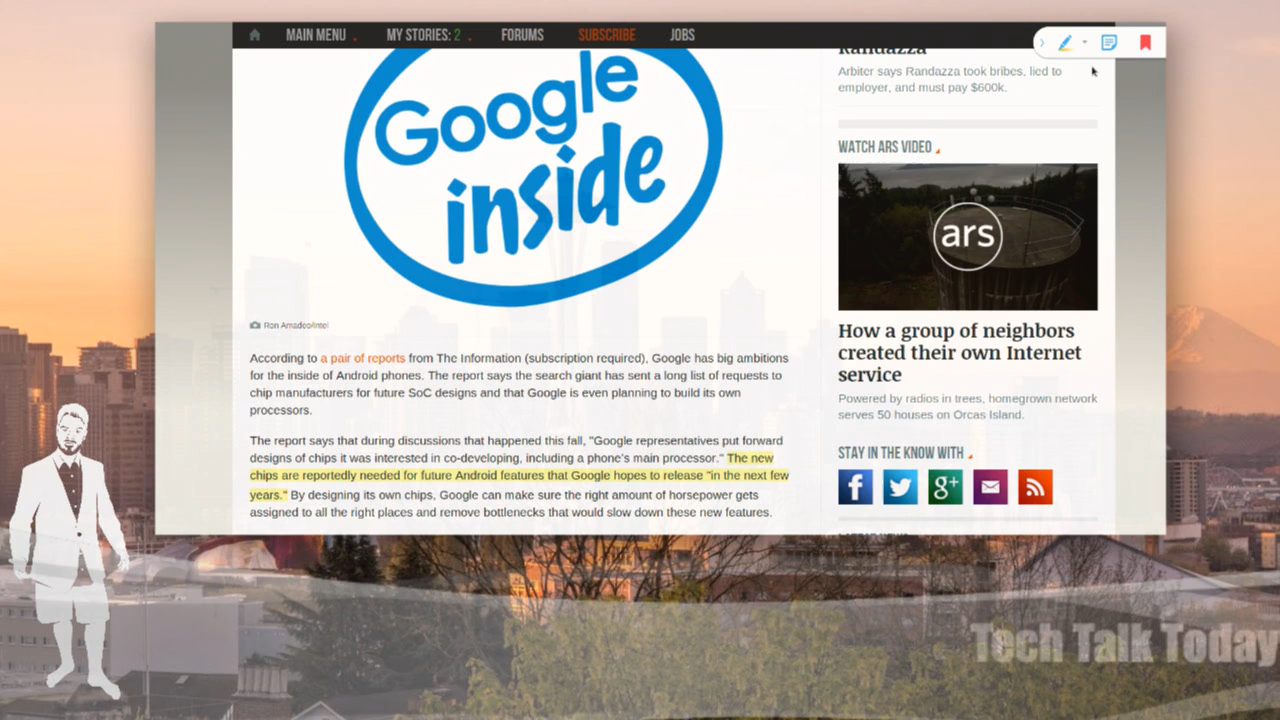 MAIN MENU
MY STORIES: 2
FORUMS
SUBSCRIBE
JOBS
Google
inside
Ron Amadeo/Intel
According to a pair of reports from The Information (subscription required), Google has big ambitions
for the inside of Android phones. The report says the search giant has sent a long list of requests to
chip manufacturers for future SoC designs and that Google is even planning to build its own
processors.
The report says that during discussions that happened this fall, "Google representatives put forward
designs of chips it was interested in co-developing, including a phone's main processor." The new
chips are reportedly needed for future Android features that Google hopes to release "in the next few
years." By designing its own chips, Google can make sure the right amount of horsepower gets
assigned to all the right places and remove bottlenecks that would slow down these new features.
Randazza
Arbiter says Randazza took bribes, lied to
employer, and must pay $600k.
WATCH ARS VIDEO
ars
How a group of neighbors
created their own Internet
service
Powered by radios in trees, homegrown network
serves 50 houses on Orcas Island.
STAY IN THE KNOW WITH
f
g+
Tech Talk Today